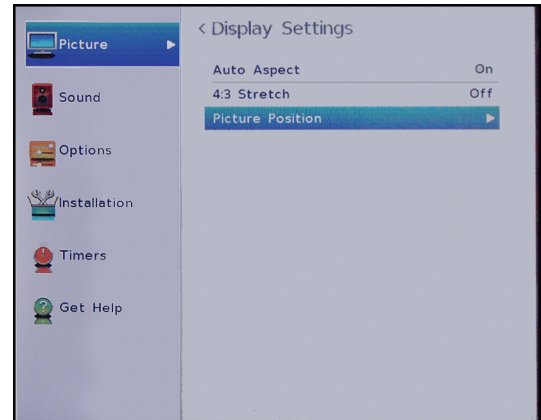 Picture
Sound
Options
Installation
Timers
Get Help
< Display Settings
Auto Aspect On
4:3 Stretch Off
Picture Position